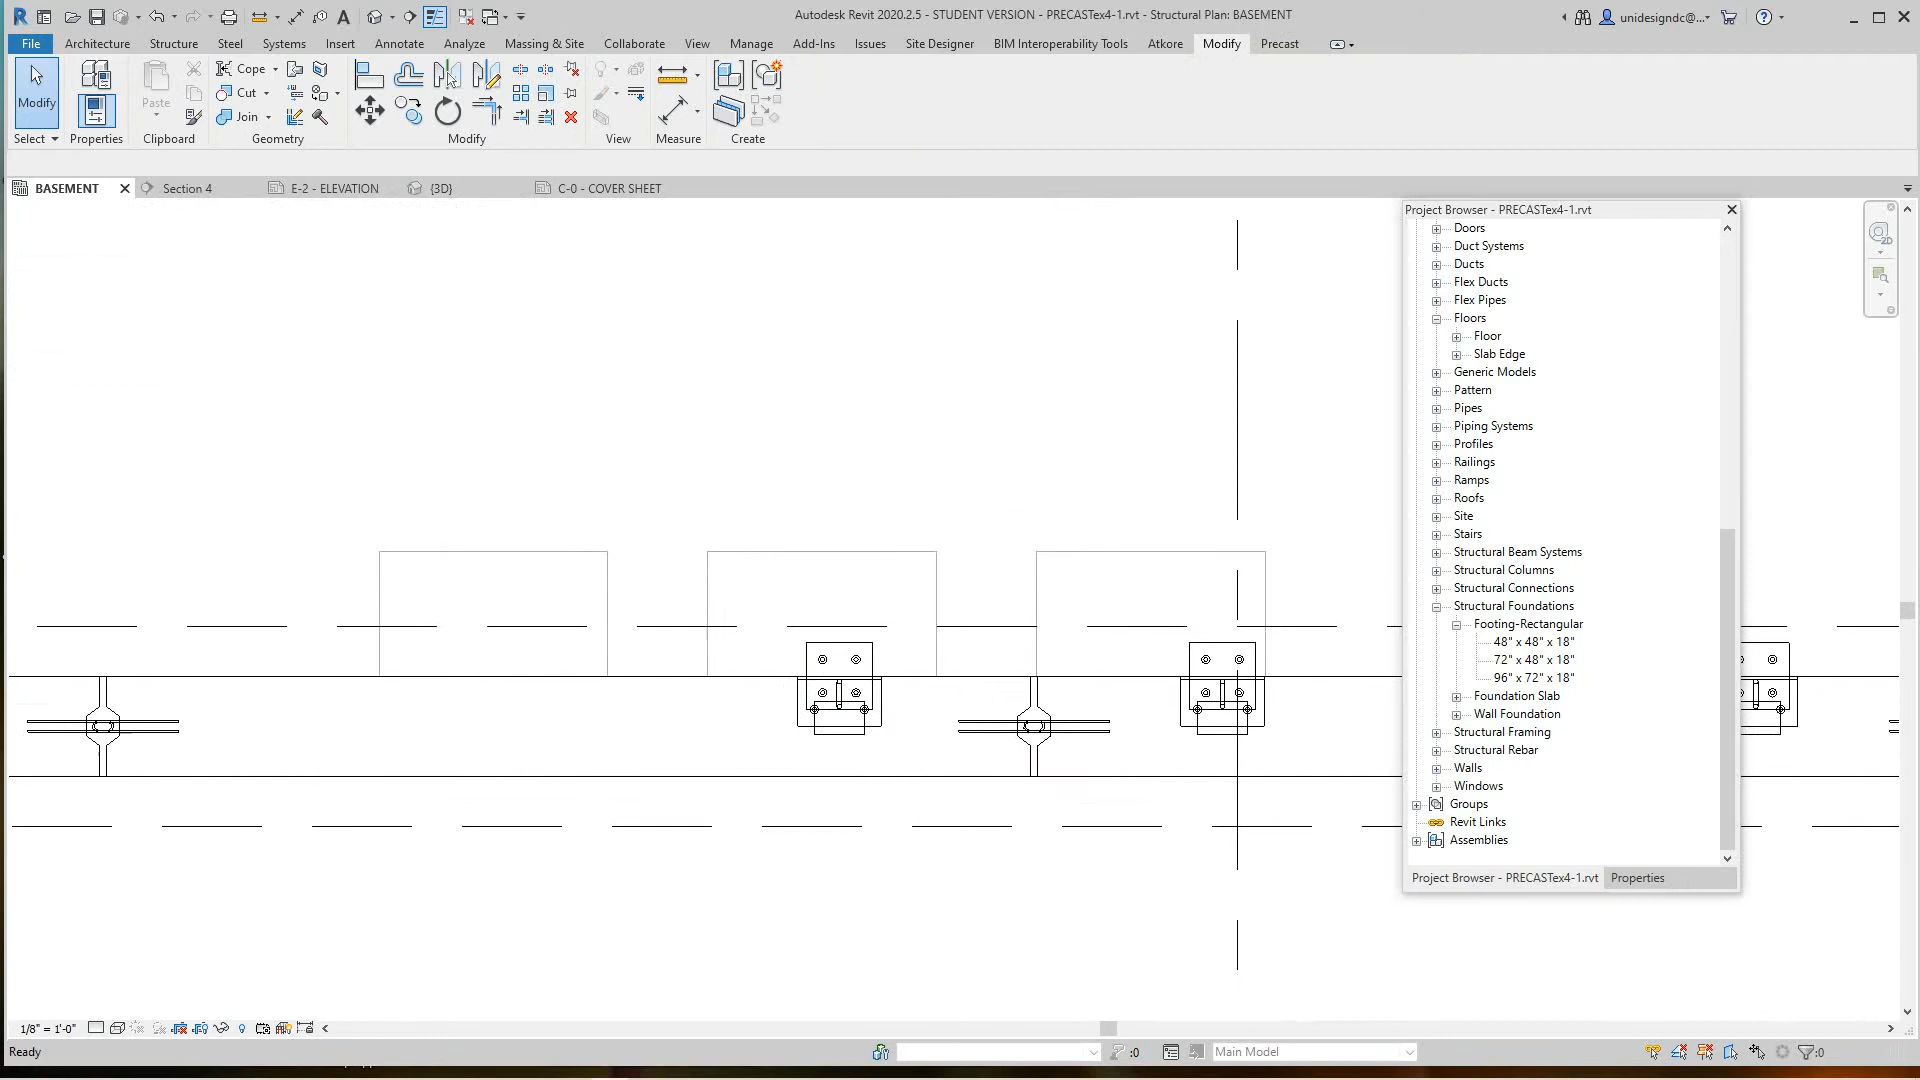 Autodesk Revit 2020.2.5 - STUDENT VERSION - PRECASTex4-1.rvt - Structural Plan: BASEMENT
unidesigndc@...
File Architecture Structure Steel Systems Insert Annotate Analyze Massing & Site Collaborate View Manage Add-Ins Issues Site Designer BIM Interoperability Tools Atkore Modify Precast
Cope
Modify Paste Cut
Join
Select Properties Clipboard Geometry Modify View Measure Create
BASEMENT Section 4 E-2 - ELEVATION {3D} C-0 - COVER SHEET
Project Browser - PRECASTex4-1.rvt
Doors
Duct Systems
2D
Ducts
Flex Ducts
Flex Pipes
Floors
Floor
Slab Edge
Generic Models
Pattern
Pipes
Piping Systems
Profiles
Railings
Ramps
Roofs
Site
Stairs
Structural Beam Systems
Structural Columns
Structural Connections
Structural Foundations
Footing-Rectangular
48" x 48" x 18"
72" x 48" x 18"
96" x 72" x 18"
Foundation Slab
Wall Foundation
Structural Framing
Structural Rebar
Walls
Windows
Groups
Revit Links
Assemblies
Project Browser - PRECASTex4-1.rvt Properties
1/8" = 1'-0"
Ready :0 Main Model :0